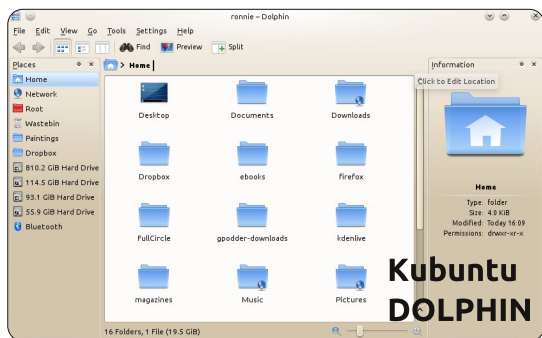 ronnie – Dolphin
File Edit View Go Tools Settings Help
Find Preview Split
Places
Home
Network
Root
Wastebin
Paintings
Dropbox
810.2 GiB Hard Drive
114.5 GiB Hard Drive
93.1 GiB Hard Drive
55.9 GiB Hard Drive
Bluetooth
> Home
Desktop Documents Downloads
Dropbox ebooks firefox
FullCircle gpodder-downloads kdenlive
magazines Music Pictures
16 Folders, 1 File (19.5 GiB)
Information
Click to Edit Location
Home
Type: folder
Size: 4.0 KiB
Modified: Today 16:09
Permissions: drwxr-xr-x
Kubuntu
DOLPHIN